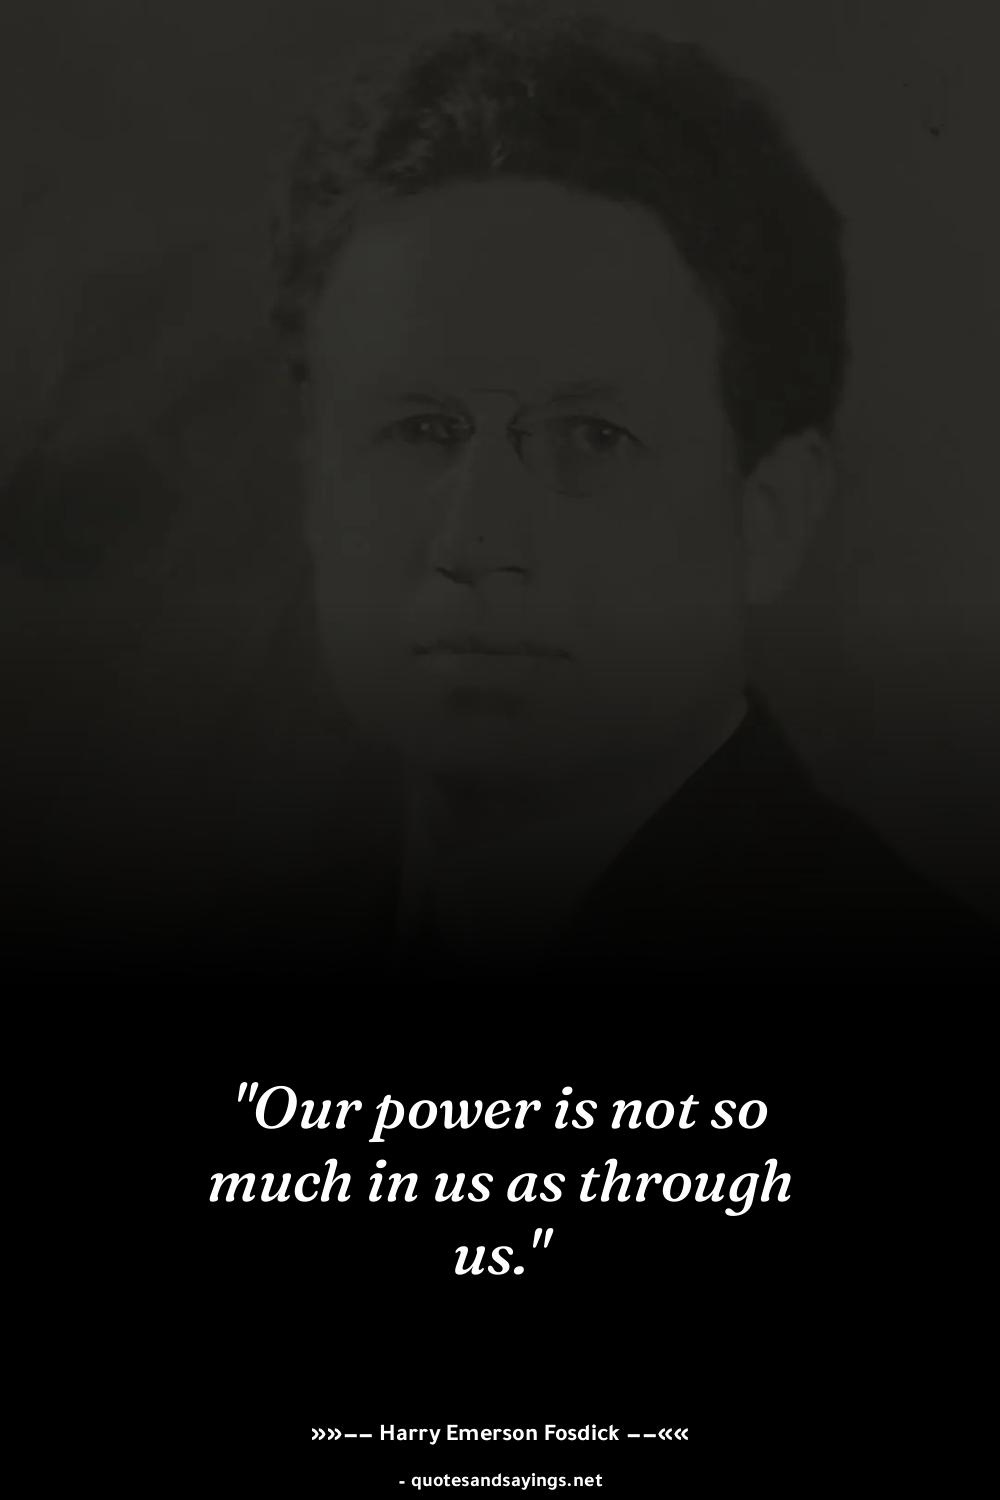 "Our power is not so
much in us as through
us."
»»–– Harry Emerson Fosdick ––««
- quotesandsayings.net